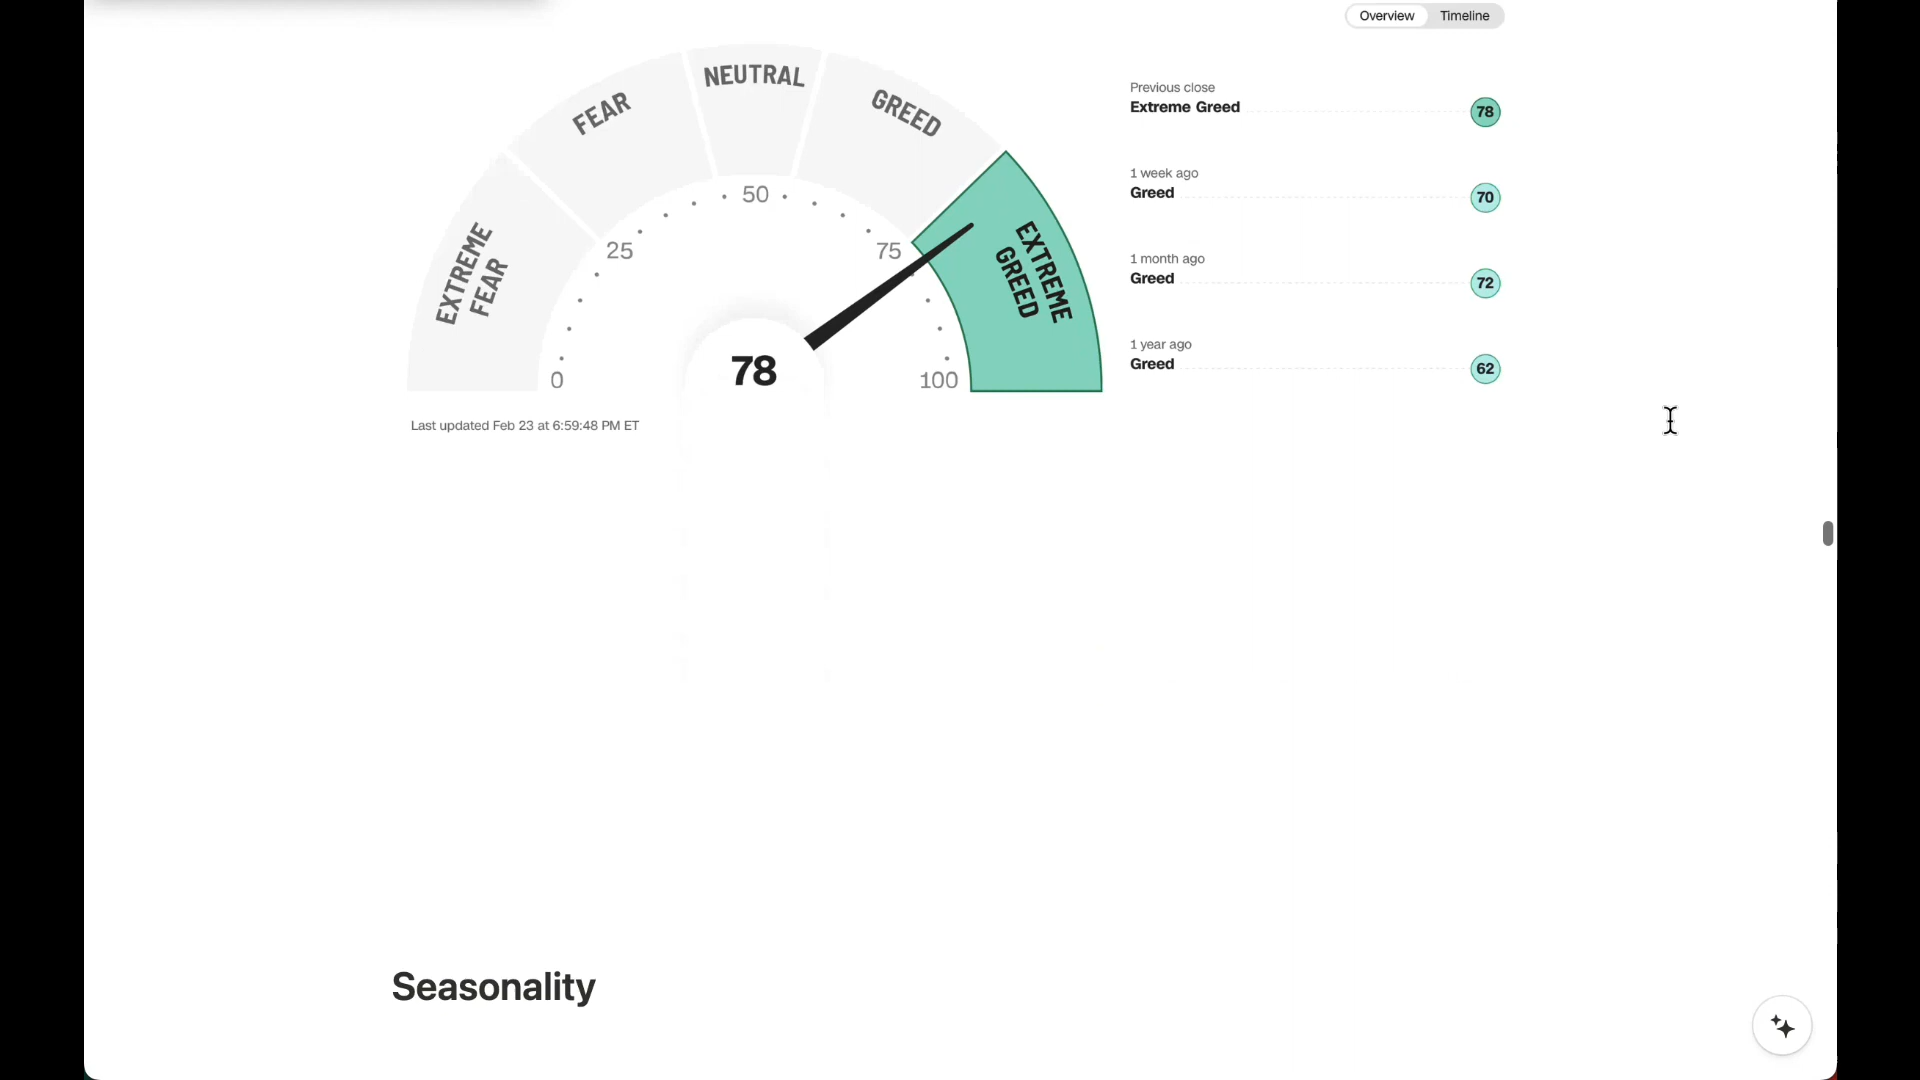 Overview Timeline
NEUTRAL
FEAR
GREED
EXTREME
FEAR
EXTREME
GREED
0
25
50
75
100
78
Last updated Feb 23 at 6:59:48 PM ET
Previous close
Extreme Greed 78
1 week ago
Greed 70
1 month ago
Greed 72
1 year ago
Greed 62
Seasonality